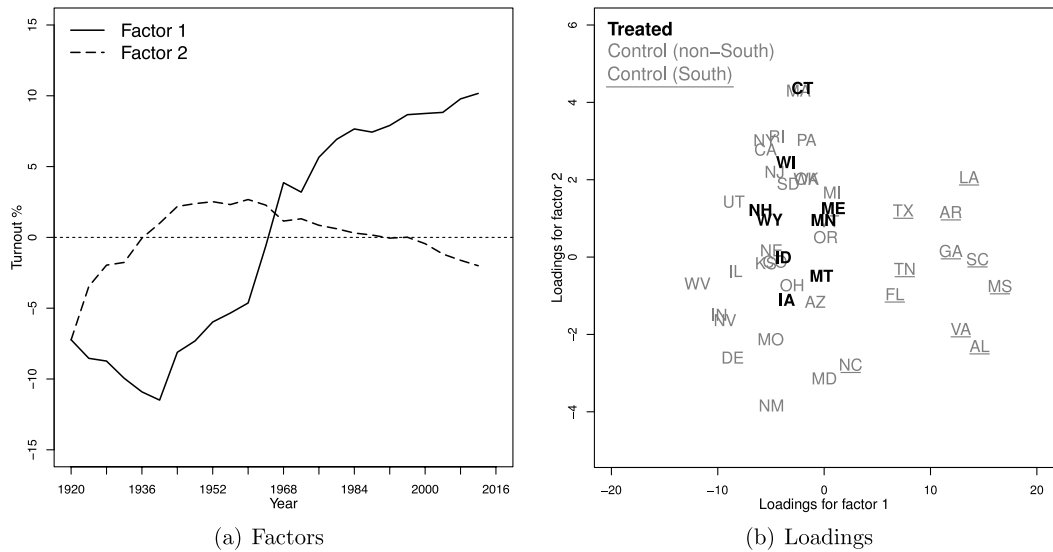 Factor 1
Factor 2
15
10
5
0
−5
−10
−15
Turnout %
1920
1936
1952
1968
1984
2000
2016
Year
(a) Factors
Treated
Control (non−South)
Control (South)
6
4
2
0
−2
−4
Loadings for factor 2
CT
MA
RI
NY
PA
CA
WI
NJ
SD
WA
MI
LA
UT
NH
ME
TX
AR
WY
MN
OR
NE
GA
ID
KS
CO
SC
IL
TN
MT
WV
OH
MS
FL
IA
AZ
IN
NV
VA
MO
AL
DE
NC
MD
NM
−20
−10
0
10
20
Loadings for factor 1
(b) Loadings